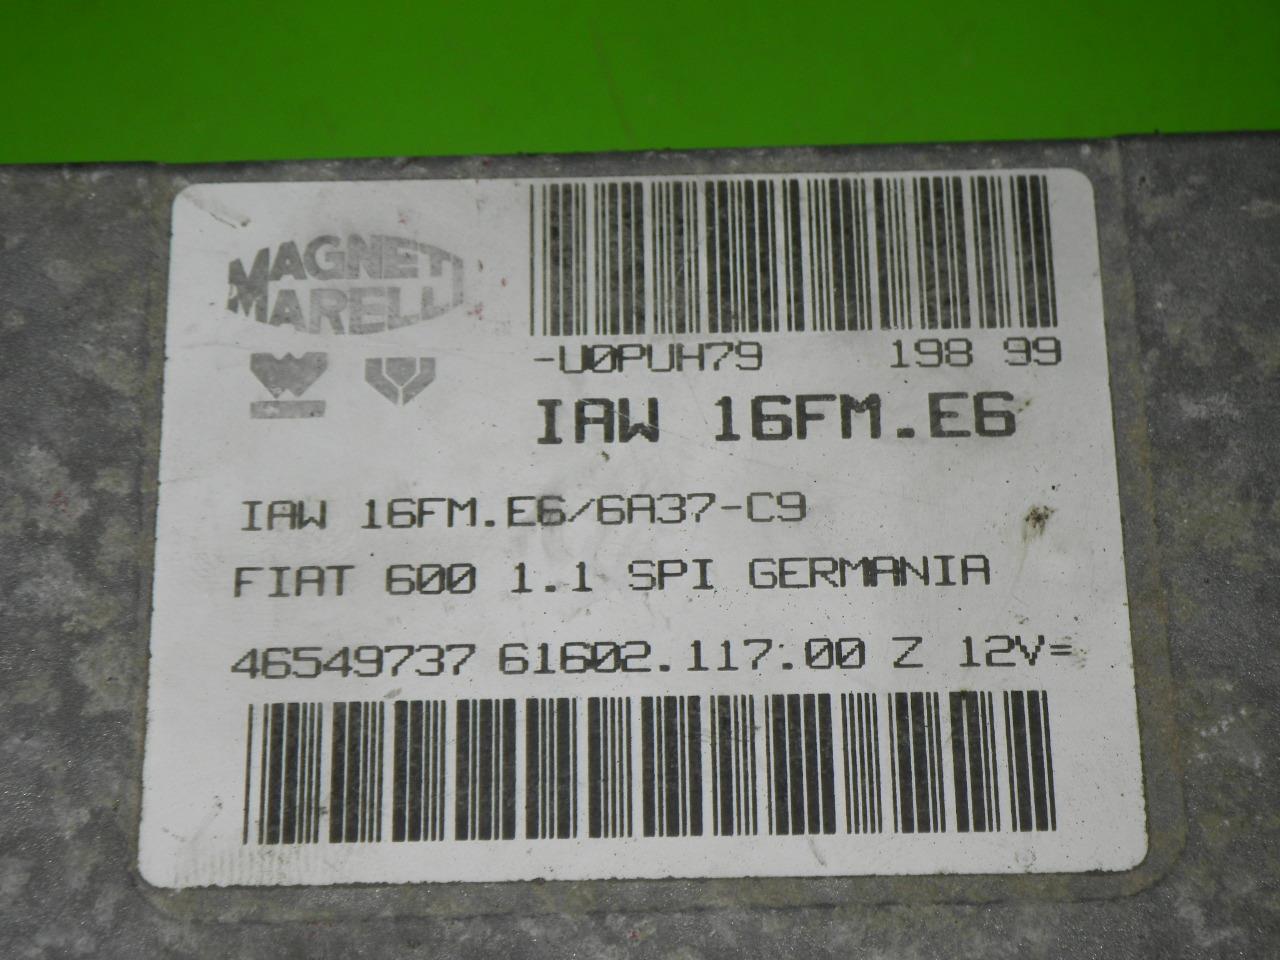 MAGNETI
MARELLI
-U0PUH79 198 99
IAW 16FM.E6
IAW 16FM.E6/6A37-C9
FIAT 600 1.1 SPI GERMANIA
46549737 61602.117.00 Z 12V=